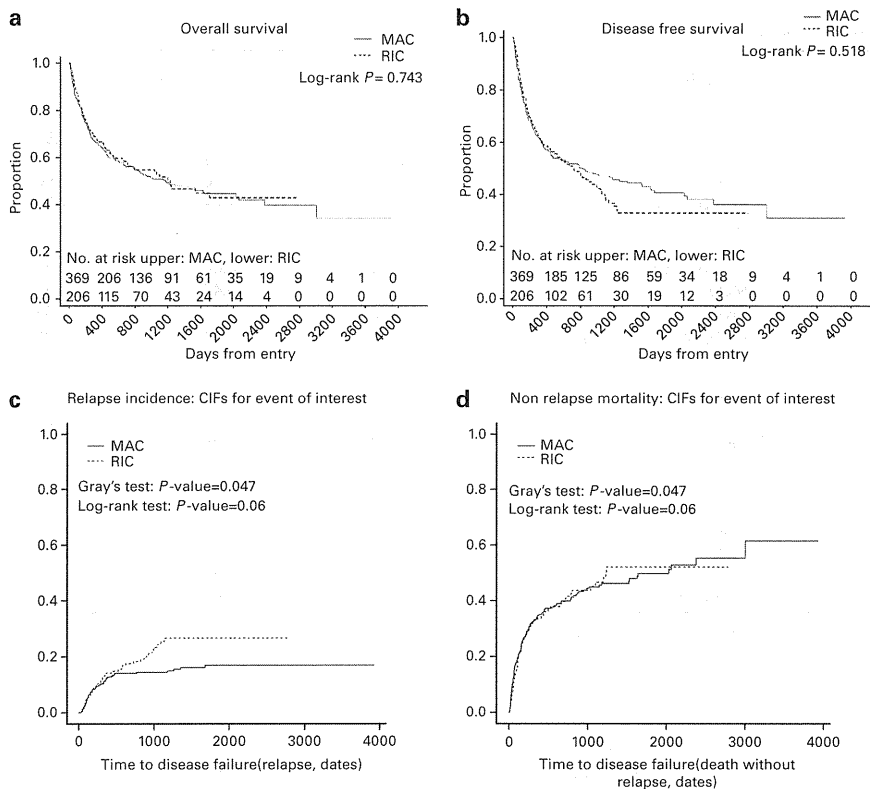 a
Overall survival
MAC
RIC
Log-rank P= 0.743
Proportion
1.0
0.8
0.6
0.4
0.2
0.0
No. at risk upper: MAC, lower: RIC
369 206 136 91 61 35 19 9 4 1 0
206 115 70 43 24 14 4 0 0 0 0
0 400 800 1200 1600 2000 2400 2800 3200 3600 4000
Days from entry
b
Disease free survival
MAC
RIC
Log-rank P= 0.518
Proportion
1.0
0.8
0.6
0.4
0.2
0.0
No. at risk upper: MAC, lower: RIC
369 185 125 86 59 34 18 9 4 1 0
206 102 61 30 19 12 3 0 0 0 0
0 400 800 1200 1600 2000 2400 2800 3200 3600 4000
Days from entry
c
Relapse incidence: CIFs for event of interest
MAC
RIC
Gray's test: P-value=0.047
Log-rank test: P-value=0.06
1.0
0.8
0.6
0.4
0.2
0.0
0 1000 2000 3000 4000
Time to disease failure(relapse, dates)
d
Non relapse mortality: CIFs for event of interest
MAC
RIC
Gray's test: P-value=0.047
Log-rank test: P-value=0.06
1.0
0.8
0.6
0.4
0.2
0.0
0 1000 2000 3000 4000
Time to disease failure(death without
relapse, dates)